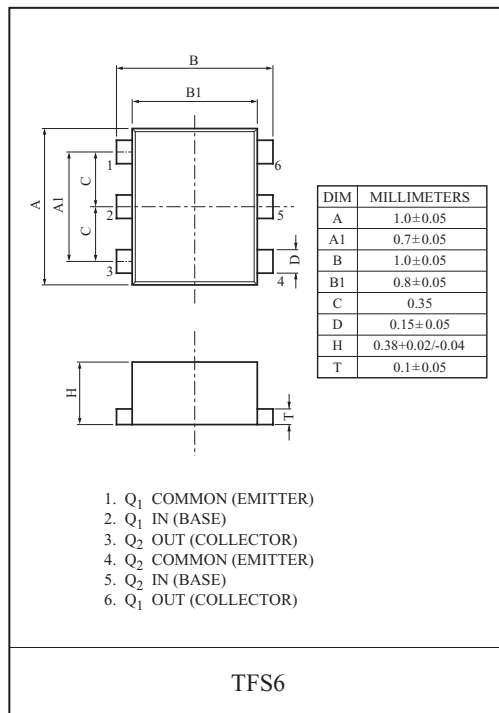 B
B1
1
6
C
A
A1
2
5
C
3
D
4
DIM MILLIMETERS
A 1.0±0.05
A1 0.7±0.05
B 1.0±0.05
B1 0.8±0.05
C 0.35
D 0.15±0.05
H 0.38+0.02/-0.04
T 0.1±0.05
H
T
1. Q1 COMMON (EMITTER)
2. Q1 IN (BASE)
3. Q2 OUT (COLLECTOR)
4. Q2 COMMON (EMITTER)
5. Q2 IN (BASE)
6. Q1 OUT (COLLECTOR)
TFS6